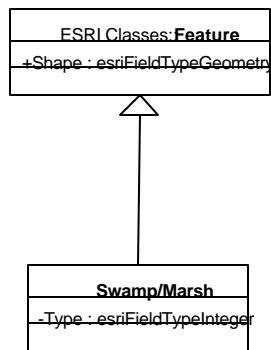 ESRI Classes:Feature
+Shape : esriFieldTypeGeometry
Swamp/Marsh
-Type : esriFieldTypeInteger